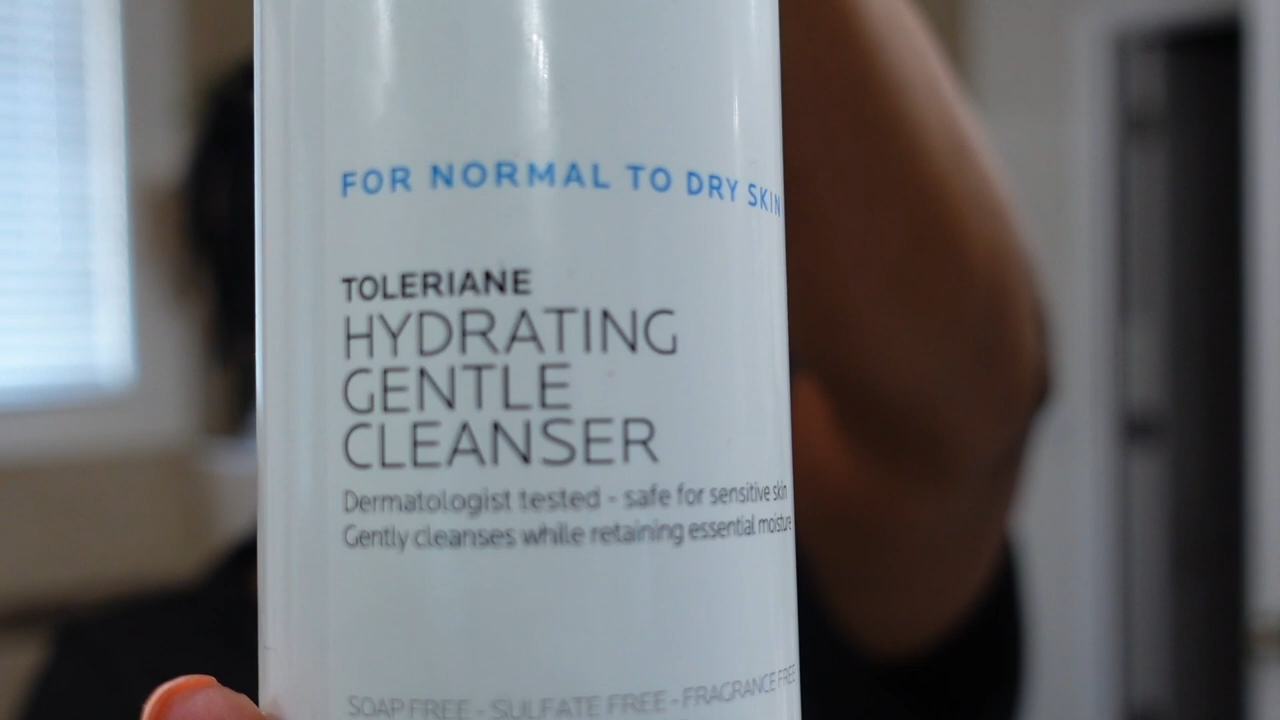 FOR NORMAL TO DRY SKIN
TOLERIANE
HYDRATING
GENTLE
CLEANSER
Dermatologist tested - safe for sensitive skin
Gently cleanses while retaining essential moisture
SOAP FREE - SULFATE FREE - FRAGRANCE FREE